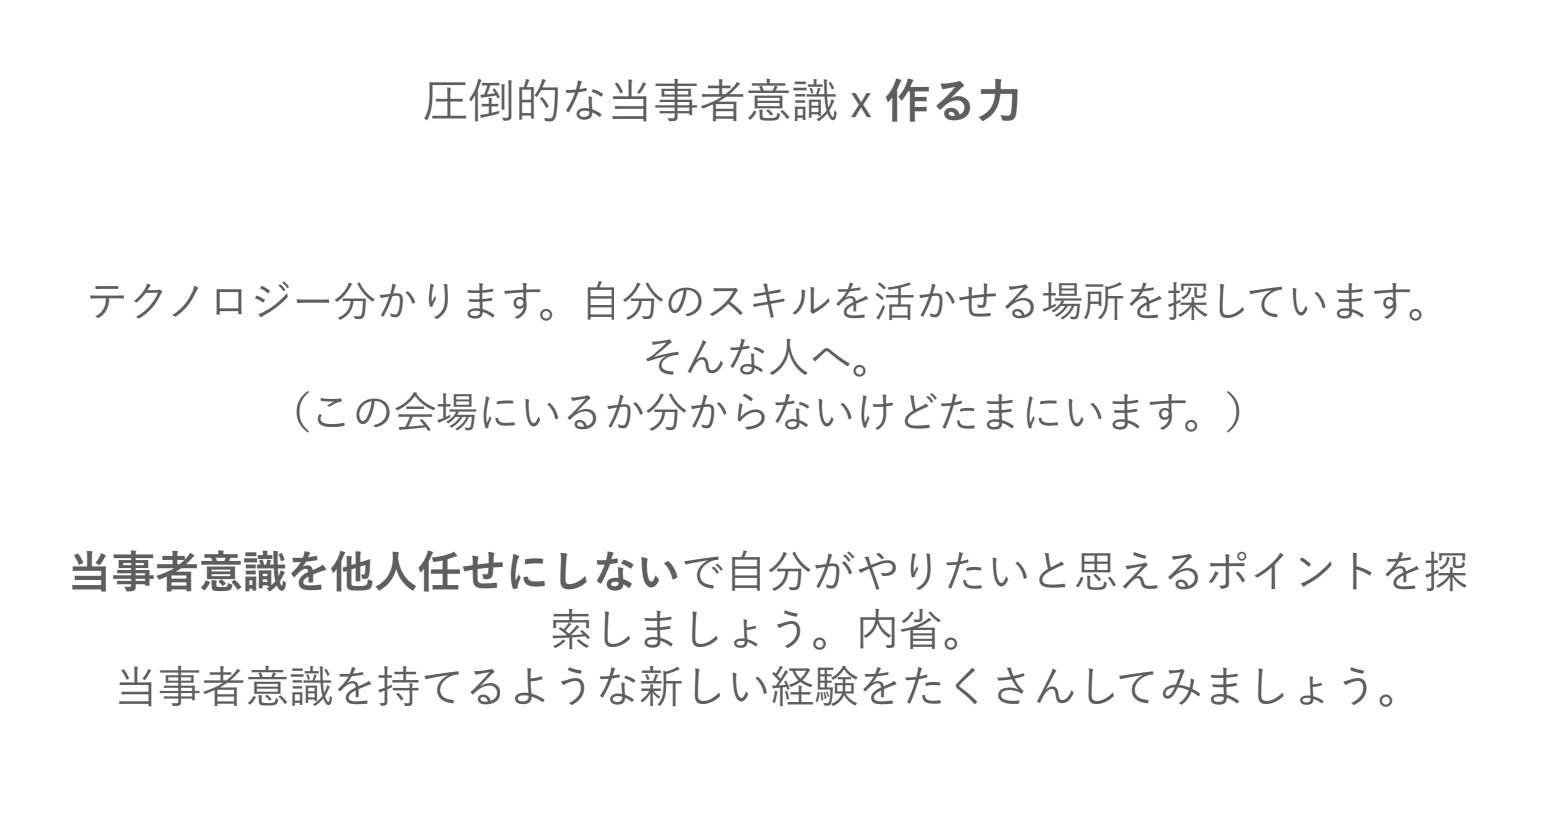 圧倒的な当事者意識 x 作る力
テクノロジー分かります。自分のスキルを活かせる場所を探しています。
そんな人へ。
（この会場にいるか分からないけどたまにいます。）
当事者意識を他人任せにしないで自分がやりたいと思えるポイントを探
索しましょう。内省。
当事者意識を持てるような新しい経験をたくさんしてみましょう。